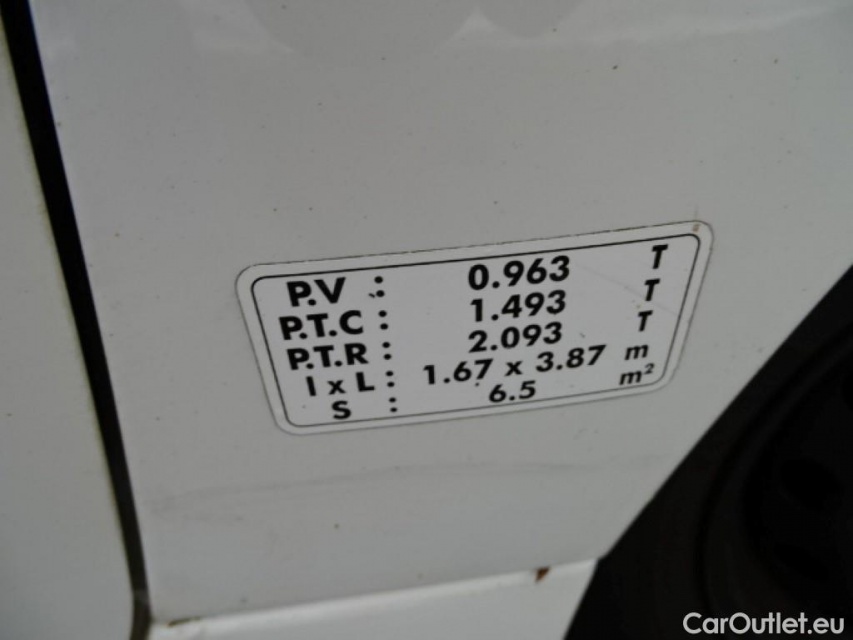 P.V : 0.963 T
P.T.C : 1.493 T
P.T.R : 2.093 T
l x L : 1.67 x 3.87 m
S : 6.5 m²
CarOutlet.eu